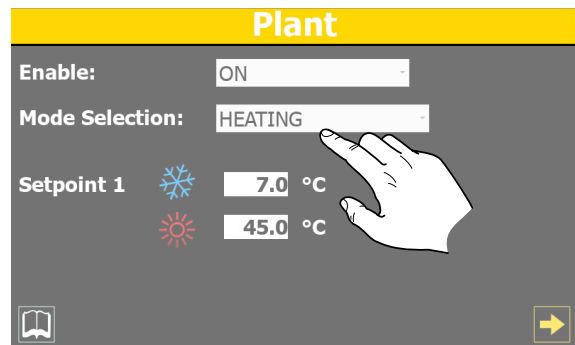 Plant
Enable: ON
Mode Selection: HEATING
Setpoint 1 7.0 °C
45.0 °C